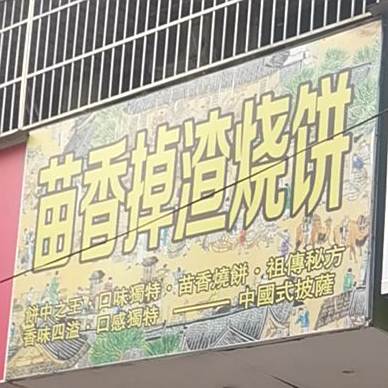 苗香掉渣烧饼
餅中之王·口味獨特·苗香燒餅·祖傳秘方
香味四溢·口感獨特——中國式披薩